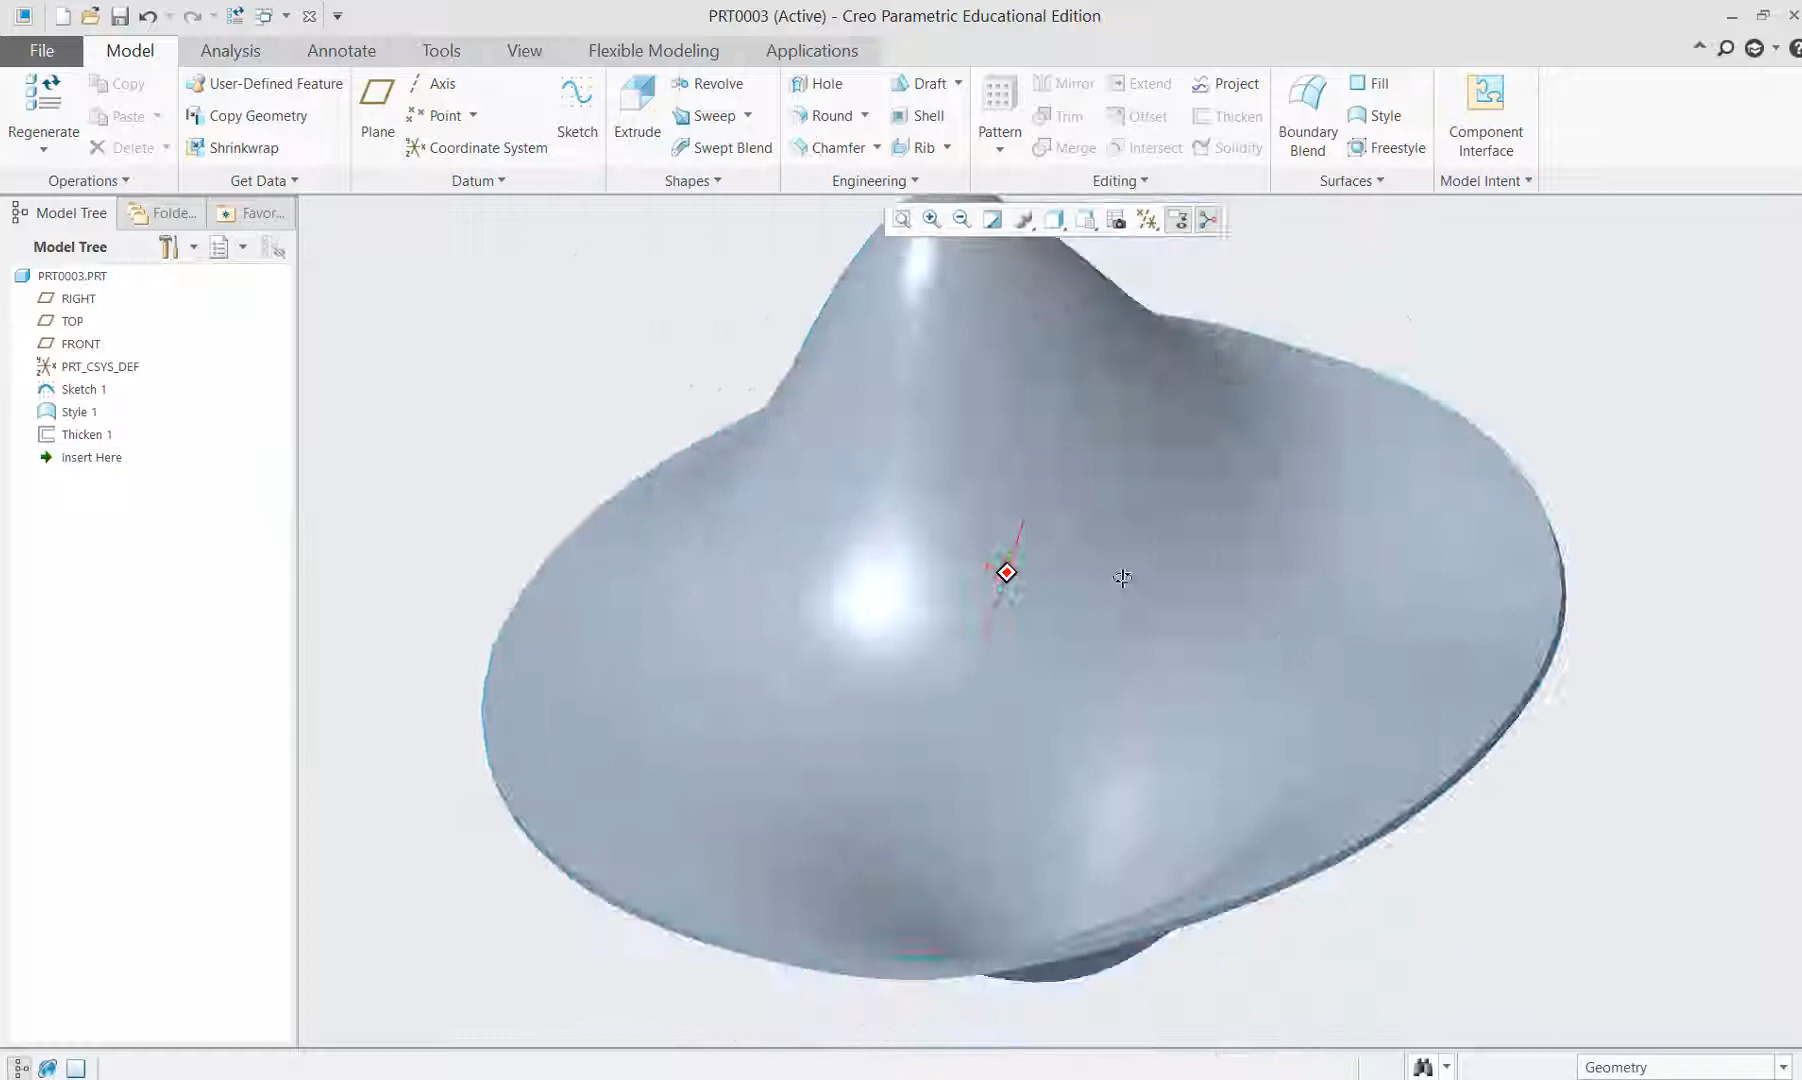 PRT0003 (Active) - Creo Parametric Educational Edition
File Model Analysis Annotate Tools View Flexible Modeling Applications
Regenerate
Copy
Paste
Delete
Operations
User-Defined Feature
Copy Geometry
Shrinkwrap
Get Data
Plane
Axis
Point
Coordinate System
Sketch
Datum
Extrude
Revolve
Sweep
Swept Blend
Shapes
Hole
Round
Chamfer
Draft
Shell
Rib
Engineering
Pattern
Mirror
Trim
Merge
Extend
Offset
Intersect
Project
Thicken
Solidify
Editing
Boundary
Blend
Fill
Style
Freestyle
Surfaces
Component
Interface
Model Intent
Model Tree Folde... Favor...
Model Tree
PRT0003.PRT
RIGHT
TOP
FRONT
PRT_CSYS_DEF
Sketch 1
Style 1
Thicken 1
Insert Here
Geometry